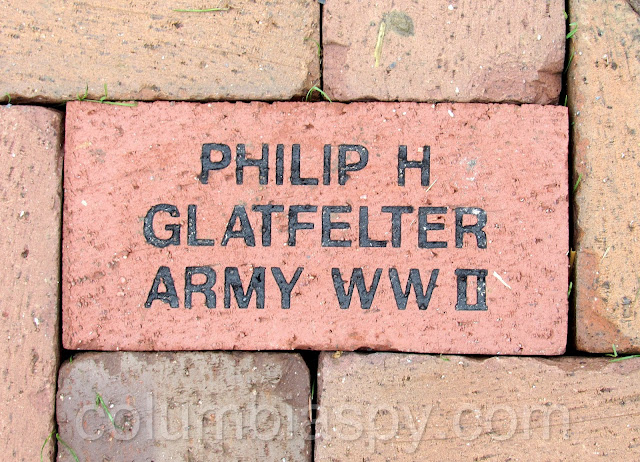 PHILIP H
GLATFELTER
ARMY WW II
columbiaspy.com